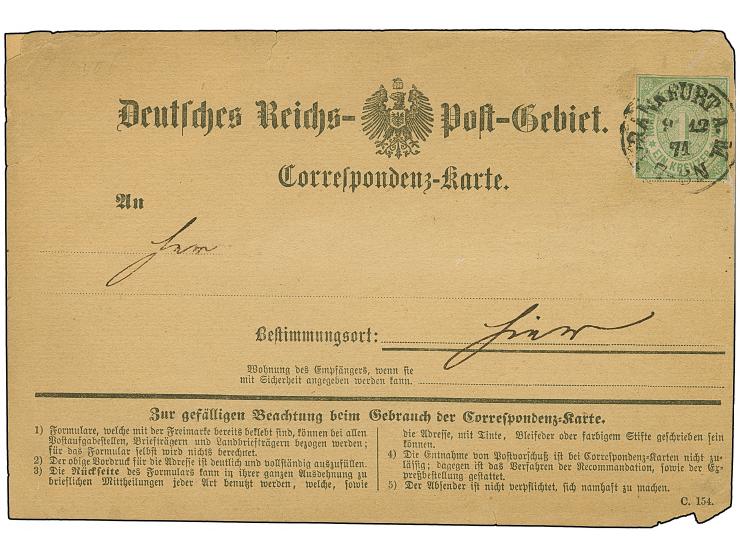 Deutsches Reichs-Post-Gebiet.
Correspondenz-Karte.
FRANKFURT A. M.
9 12
71
1
EIN KREUZER
An
Herrn
Bestimmungsort: hier
Wohnung des Empfängers, wenn sie
mit Sicherheit angegeben werden kann.
Zur gefälligen Beachtung beim Gebrauch der Correspondenz-Karte.
1) Formulare, welche mit der Freimarke bereits beklebt sind, können bei allen
Postaufgabestellen, Briefträgern und Landbriefträgern bezogen werden;
für das Formular selbst wird nichts berechnet.
2) Der obige Vordruck für die Adresse ist deutlich und vollständig auszufüllen.
3) Die Rückseite des Formulars kann in ihrer ganzen Ausdehnung zu
brieflichen Mittheilungen jeder Art benutzt werden, welche, sowie
die Adresse, mit Tinte, Bleifeder oder farbigem Stifte geschrieben sein
können.
4) Die Entnahme von Postvorschuß ist bei Correspondenz-Karten nicht zu-
lässig; dagegen ist das Verfahren der Recommandation, sowie der Ex-
preßbestellung gestattet.
5) Der Absender ist nicht verpflichtet, sich namhaft zu machen.
C. 154.